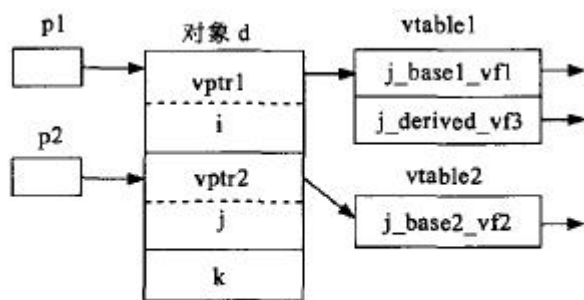 p1
对象 d
vtable1
vptr1
j_base1_vf1
i
j_derived_vf3
p2
vptr2
vtable2
j
j_base2_vf2
k